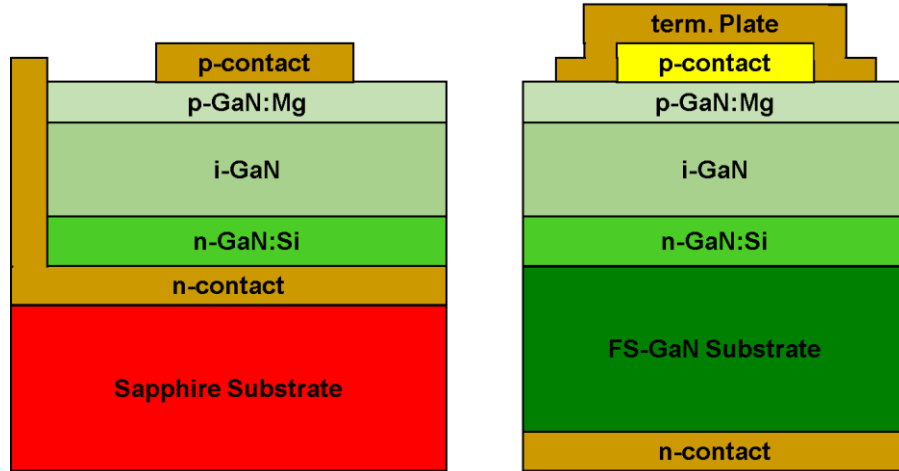 p-contact
p-GaN:Mg
i-GaN
n-GaN:Si
n-contact
Sapphire Substrate
term. Plate
p-contact
p-GaN:Mg
i-GaN
n-GaN:Si
FS-GaN Substrate
n-contact